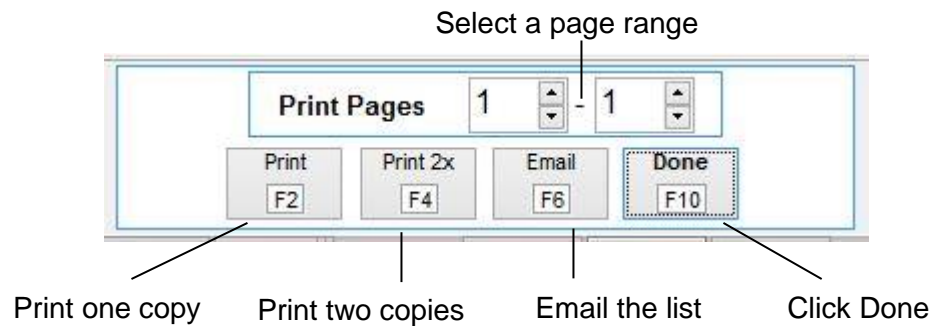 Select a page range
Print Pages 1 - 1
Print Print 2x Email Done
F2 F4 F6 F10
Print one copy Print two copies Email the list Click Done